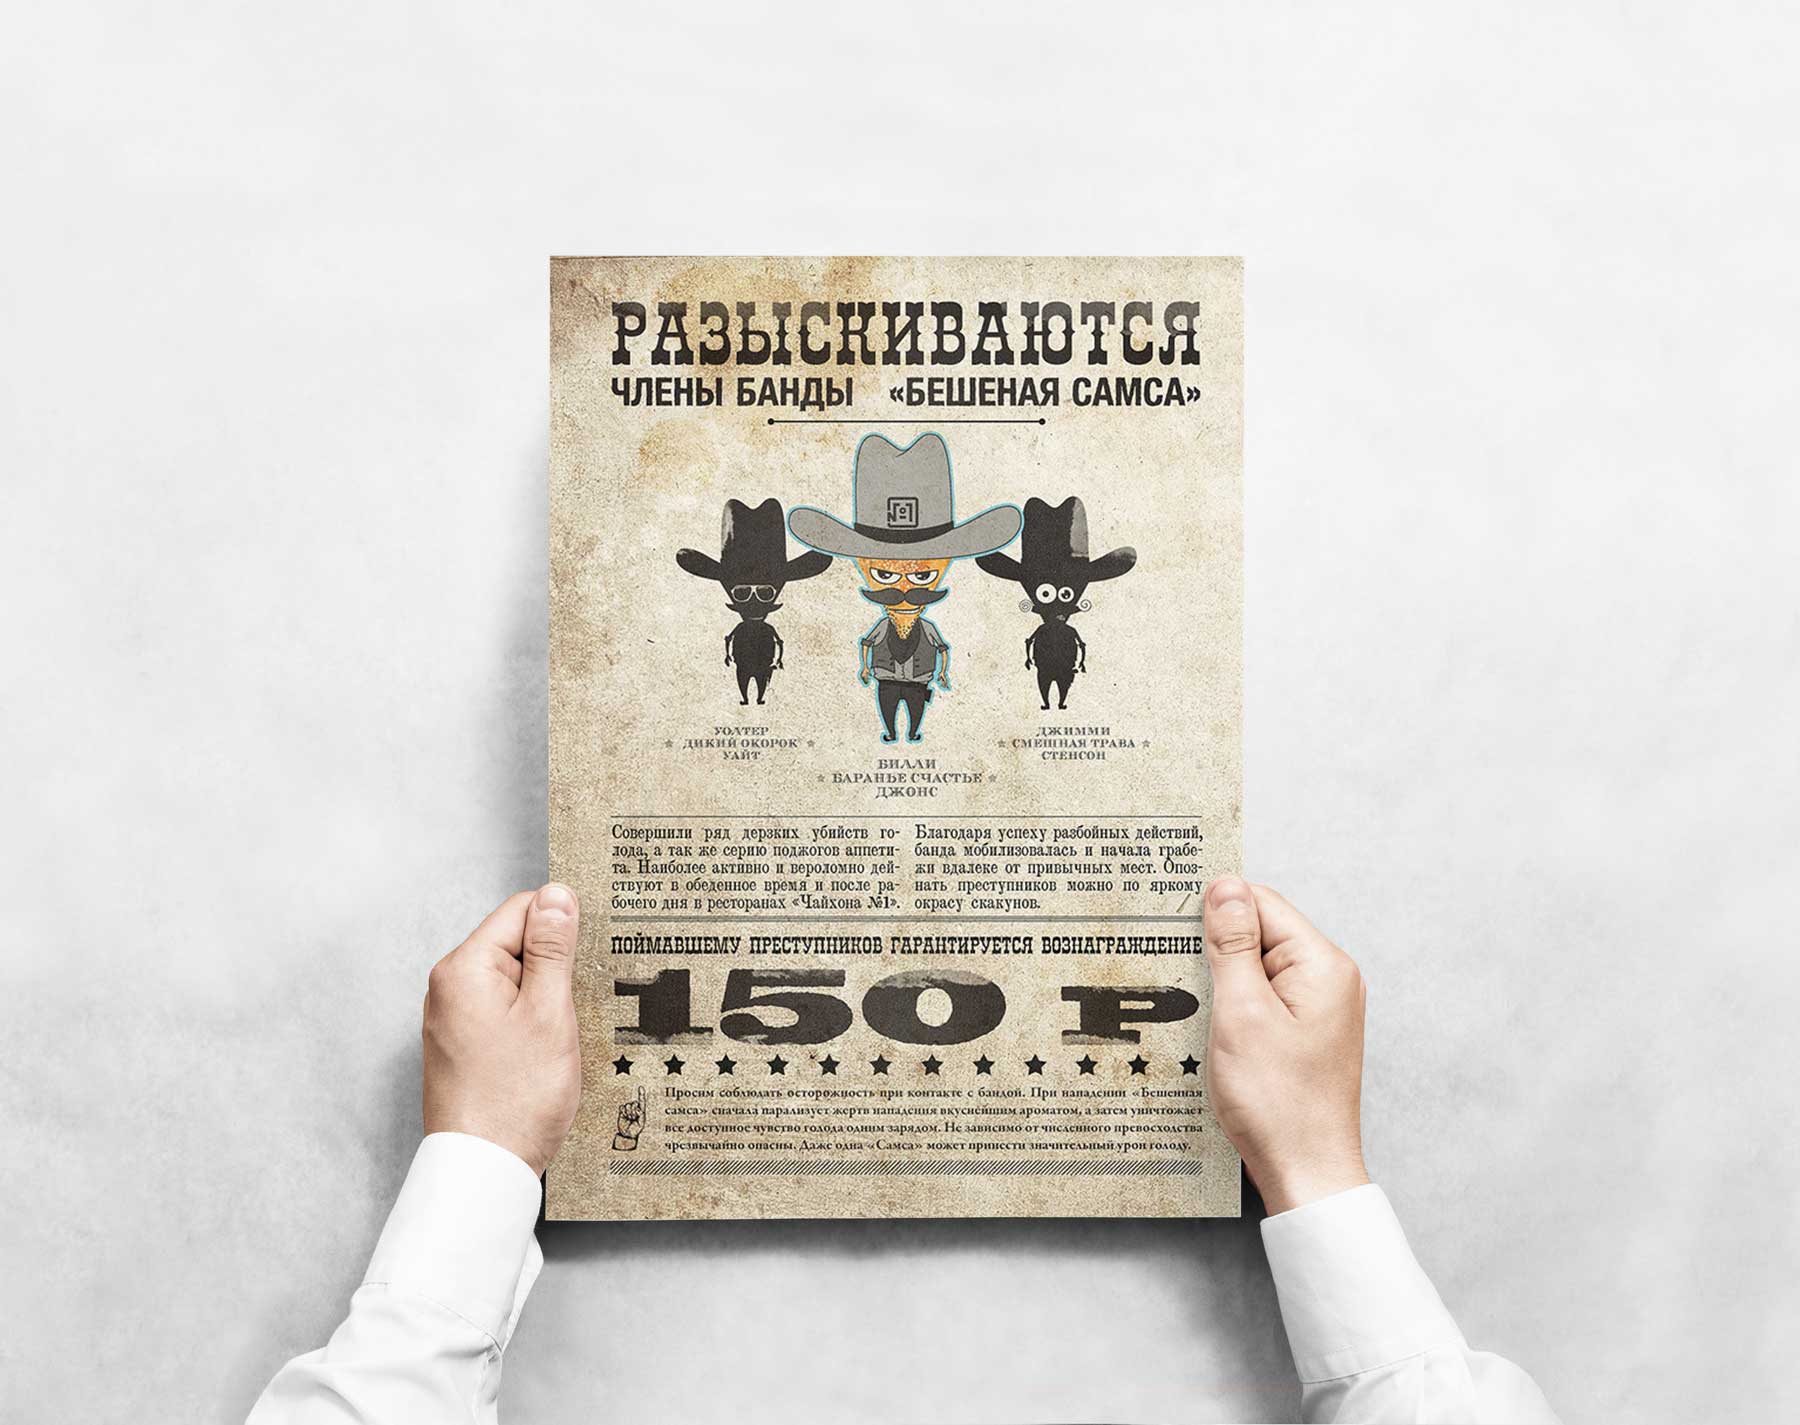 РАЗЫСКИВАЮТСЯ
ЧЛЕНЫ БАНДЫ «БЕШЕНАЯ САМСА»
№1
УОЛТЕР
ДИКИЙ ОКОРОК
УАЙТ
БИЛЛИ
БАРАНЬЕ СЧАСТЬЕ
ДЖОНС
ДЖИММИ
СМЕШНАЯ ТРАВА
СТЕНСОН
Совершили ряд дерзких убийств го-
лода, а так же серию поджогов аппети-
та. Наиболее активно и вероломно дей-
ствуют в обеденное время и после ра-
бочего дня в ресторанах «Чайхона №1».
Благодаря успеху разбойных действий,
банда мобилизовалась и начала грабе-
жи вдалеке от привычных мест. Опоз-
нать преступников можно по яркому
окрасу скакунов.
ПОЙМАВШЕМУ ПРЕСТУПНИКОВ ГАРАНТИРУЕТСЯ ВОЗНАГРАЖДЕНИЕ
150 Р
Просим соблюдать осторожность при контакте с бандой. При нападении «Бешенная
самса» сначала парализует жертв нападения вкуснейшим ароматом, а затем уничтожает
все доступное чувство голода одним зарядом. Не зависимо от численного превосходства
чрезвычайно опасны. Даже одна «Самса» может принести значительный урон голоду.